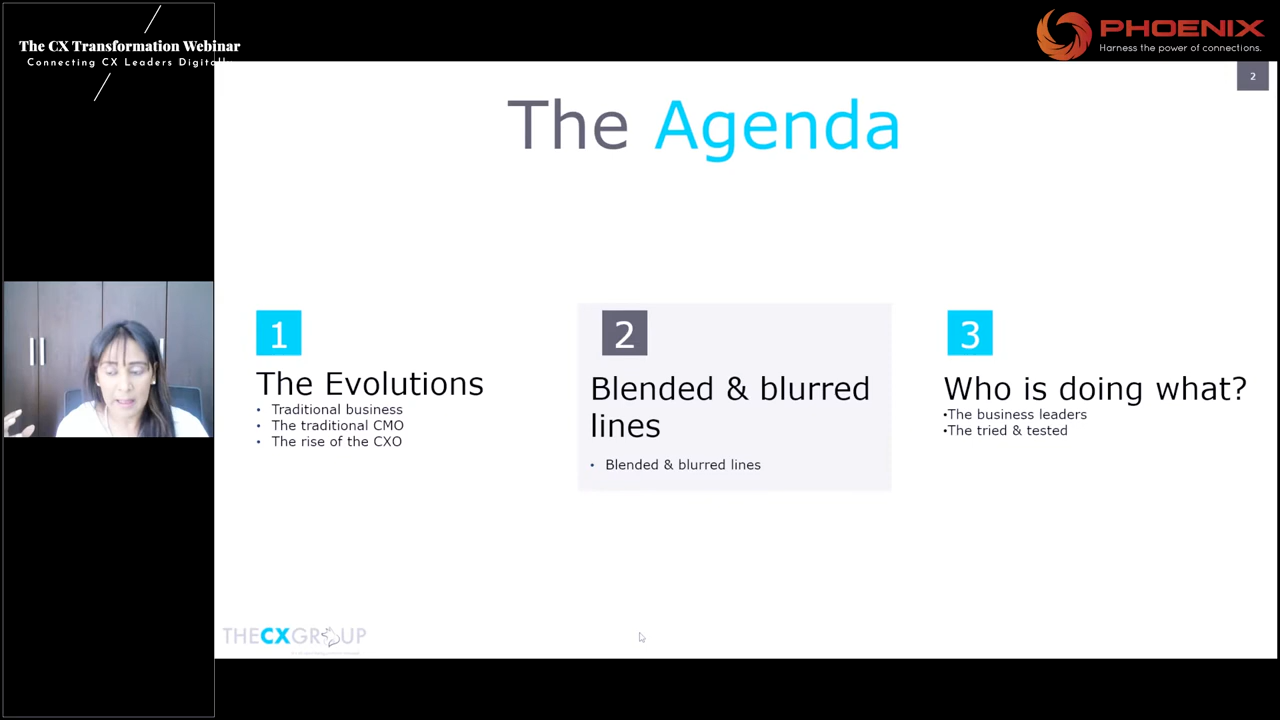 The CX Transformation Webinar
Connecting CX Leaders Digitall
PHOENIX
Harness the power of connections.
2
The Agenda
1
The Evolutions
• Traditional business
• The traditional CMO
• The rise of the CXO
2
Blended & blurred
lines
• Blended & blurred lines
3
Who is doing what?
•The business leaders
•The tried & tested
THECXGROUP